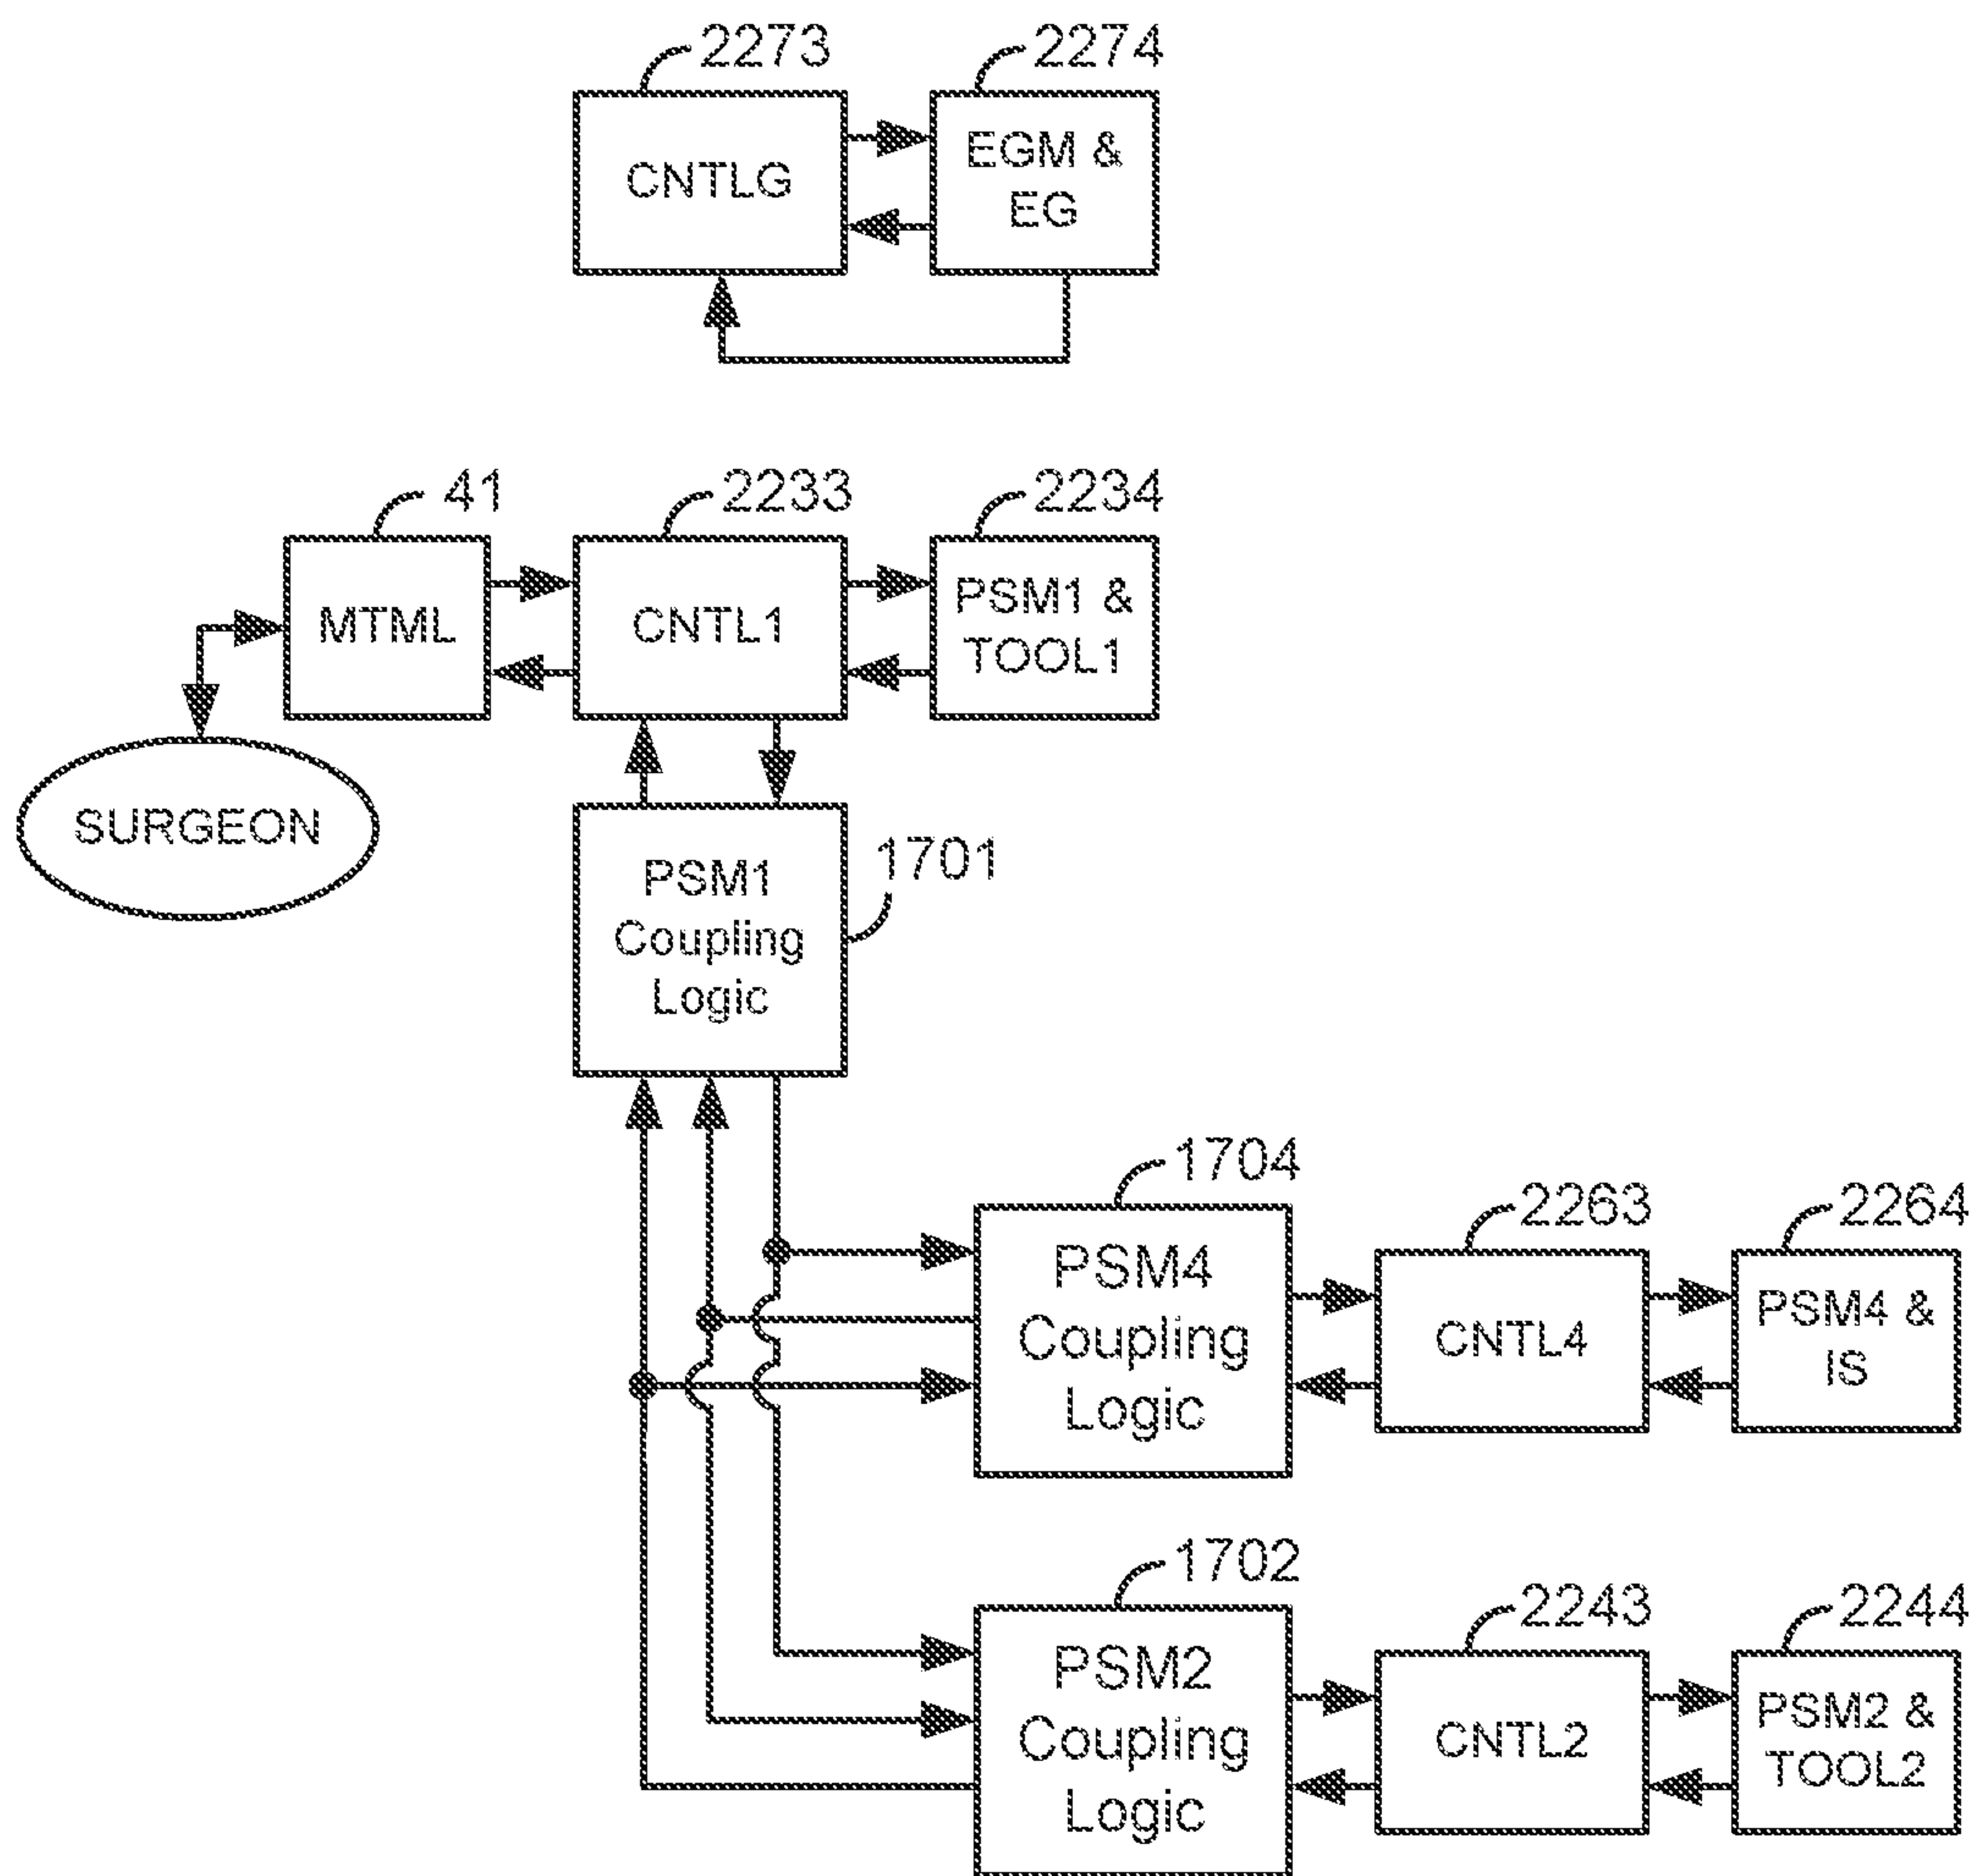 2273
2274
CNTLG
EGM &
EG
41
2233
2234
MTML
CNTL1
PSM1 &
TOOL1
SURGEON
PSM1
Coupling
Logic
1701
1704
2263
2264
PSM4
Coupling
Logic
CNTL4
PSM4 &
IS
1702
2243
2244
PSM2
Coupling
Logic
CNTL2
PSM2 &
TOOL2